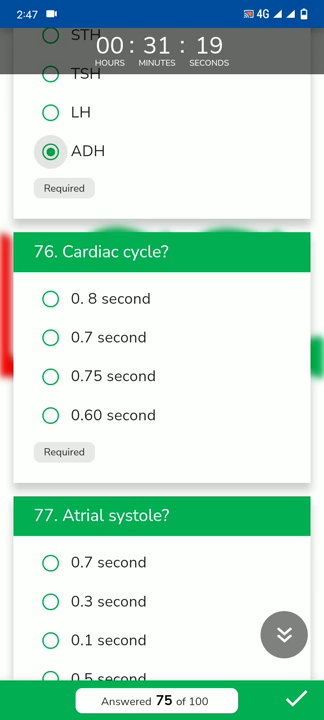 2:47 4G
STH
00 : 31 : 19
HOURS MINUTES SECONDS
TSH
LH
ADH
Required
76. Cardiac cycle?
0. 8 second
0.7 second
0.75 second
0.60 second
Required
77. Atrial systole?
0.7 second
0.3 second
0.1 second
0.5 second
Answered 75 of 100